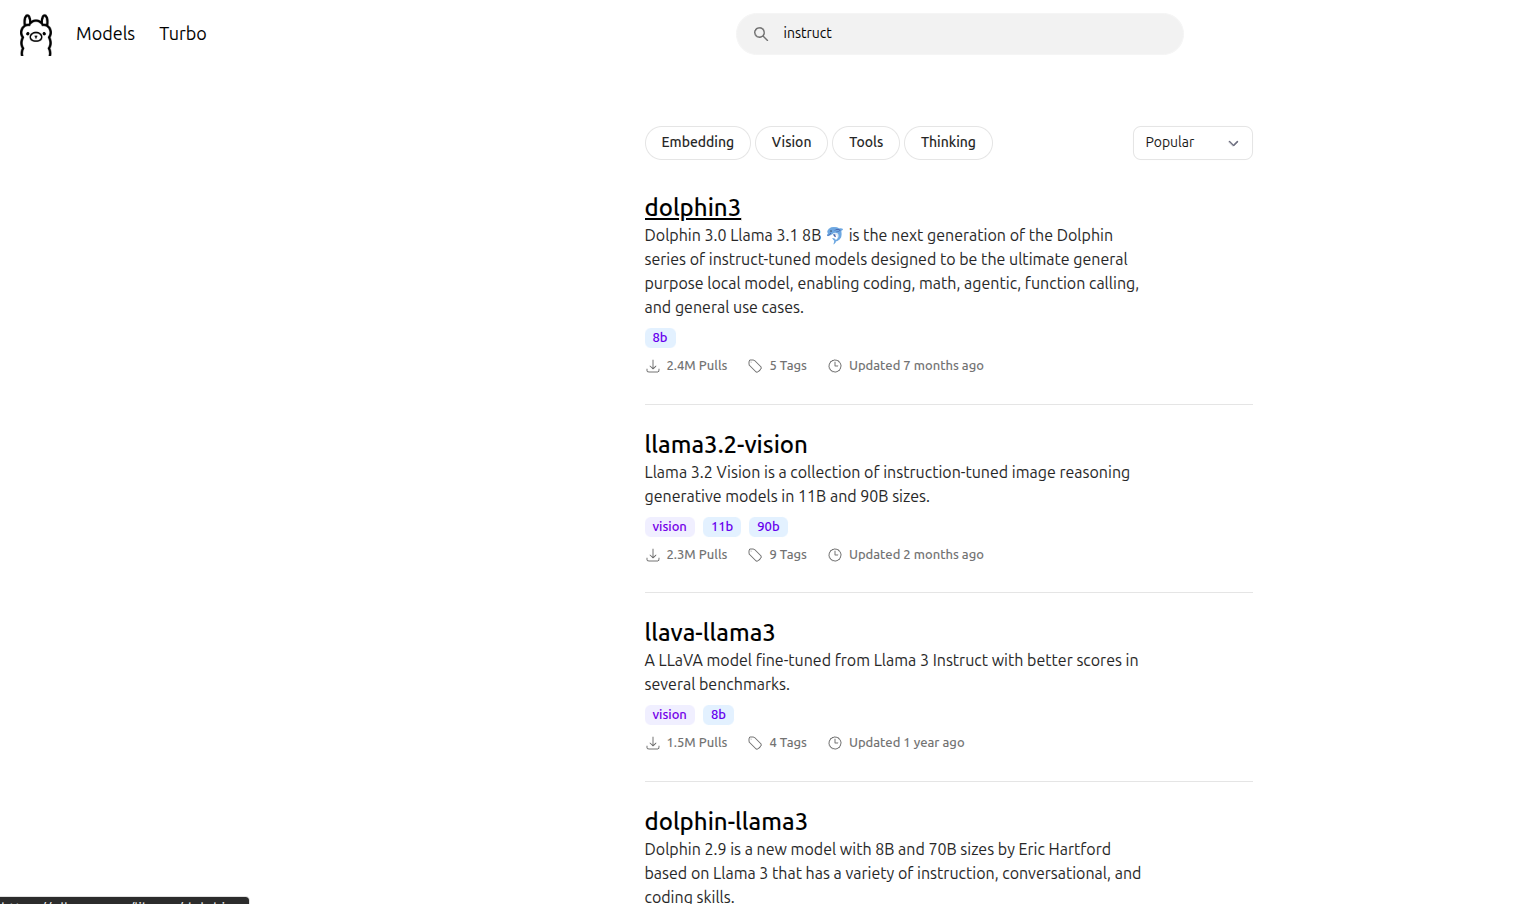 Models Turbo instruct
Embedding Vision Tools Thinking Popular
dolphin3
Dolphin 3.0 Llama 3.1 8B 🐬 is the next generation of the Dolphin
series of instruct-tuned models designed to be the ultimate general
purpose local model, enabling coding, math, agentic, function calling,
and general use cases.
8b
2.4M Pulls 5 Tags Updated 7 months ago
llama3.2-vision
Llama 3.2 Vision is a collection of instruction-tuned image reasoning
generative models in 11B and 90B sizes.
vision 11b 90b
2.3M Pulls 9 Tags Updated 2 months ago
llava-llama3
A LLaVA model fine-tuned from Llama 3 Instruct with better scores in
several benchmarks.
vision 8b
1.5M Pulls 4 Tags Updated 1 year ago
dolphin-llama3
Dolphin 2.9 is a new model with 8B and 70B sizes by Eric Hartford
based on Llama 3 that has a variety of instruction, conversational, and
coding skills.